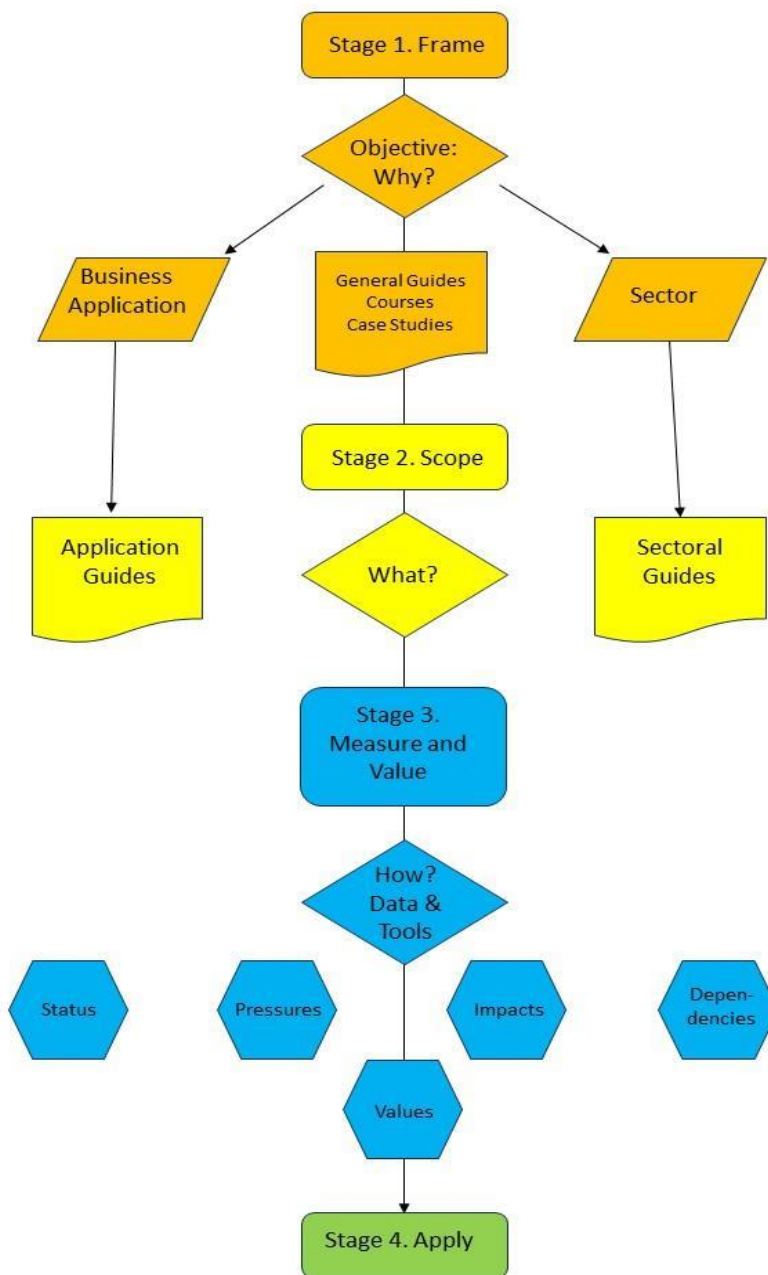 Stage 1. Frame
Objective:
Why?
Business
Application
General Guides
Courses
Case Studies
Sector
Stage 2. Scope
Application
Guides
What?
Sectoral
Guides
Stage 3.
Measure and
Value
How?
Data &
Tools
Status
Pressures
Impacts
Depen-
dencies
Values
Stage 4. Apply